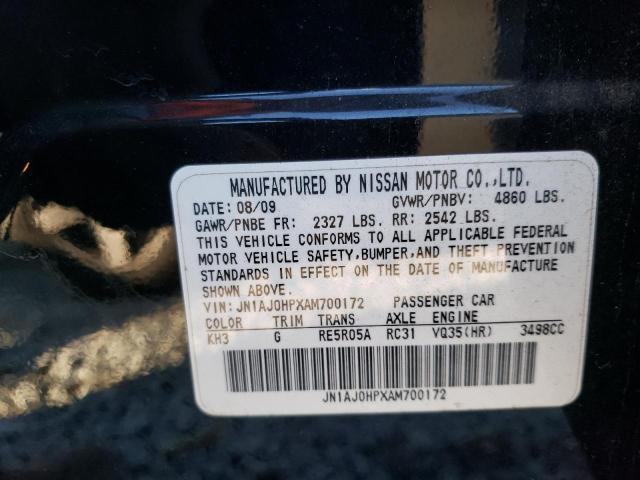 MANUFACTURED BY NISSAN MOTOR CO.,LTD.
DATE: 08/09 GVWR/PNBV: 4860 LBS.
GAWR/PNBE FR: 2327 LBS. RR: 2542 LBS.
THIS VEHICLE CONFORMS TO ALL APPLICABLE FEDERAL
MOTOR VEHICLE SAFETY,BUMPER,AND THEFT PREVENTION
STANDARDS IN EFFECT ON THE DATE OF MANUFACTURE
SHOWN ABOVE.
VIN: JN1AJ0HPXAM700172 PASSENGER CAR
COLOR TRIM TRANS AXLE ENGINE
KH3 G RE5R05A RC31 VQ35(HR) 3498CC
JN1AJ0HPXAM700172